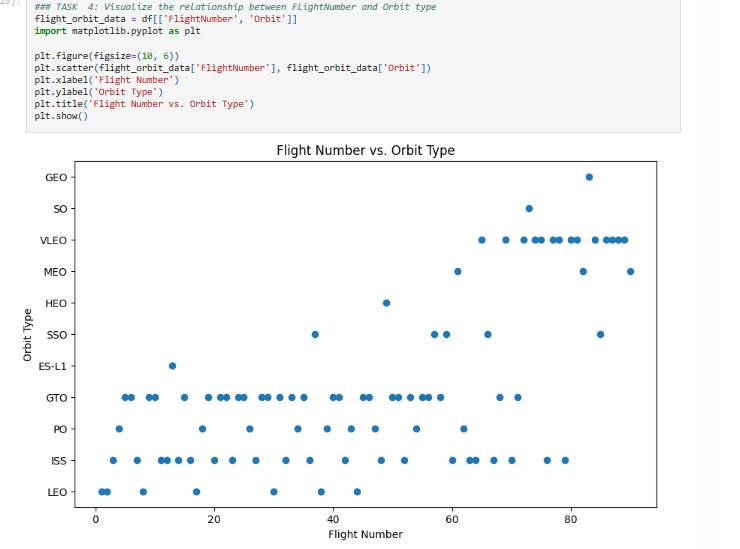 29]:
### TASK  4: Visualize the relationship between FlightNumber and Orbit type
flight_orbit_data = df[['FlightNumber', 'Orbit']]
import matplotlib.pyplot as plt
plt.figure(figsize=(10, 6))
plt.scatter(flight_orbit_data['FlightNumber'], flight_orbit_data['Orbit'])
plt.xlabel('Flight Number')
plt.ylabel('Orbit Type')
plt.title('Flight Number vs. Orbit Type')
plt.show()
Flight Number vs. Orbit Type
GEO
SO
VLEO
MEO
HEO
SSO
ES-L1
GTO
PO
ISS
LEO
Orbit Type
0 20 40 60 80
Flight Number